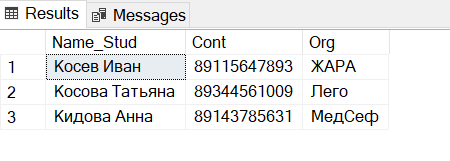 Results Messages
Name_Stud Cont Org
1 Косев Иван 89115647893 ЖАРА
2 Косова Татьяна 89344561009 Лего
3 Кидова Анна 89143785631 МедСеф